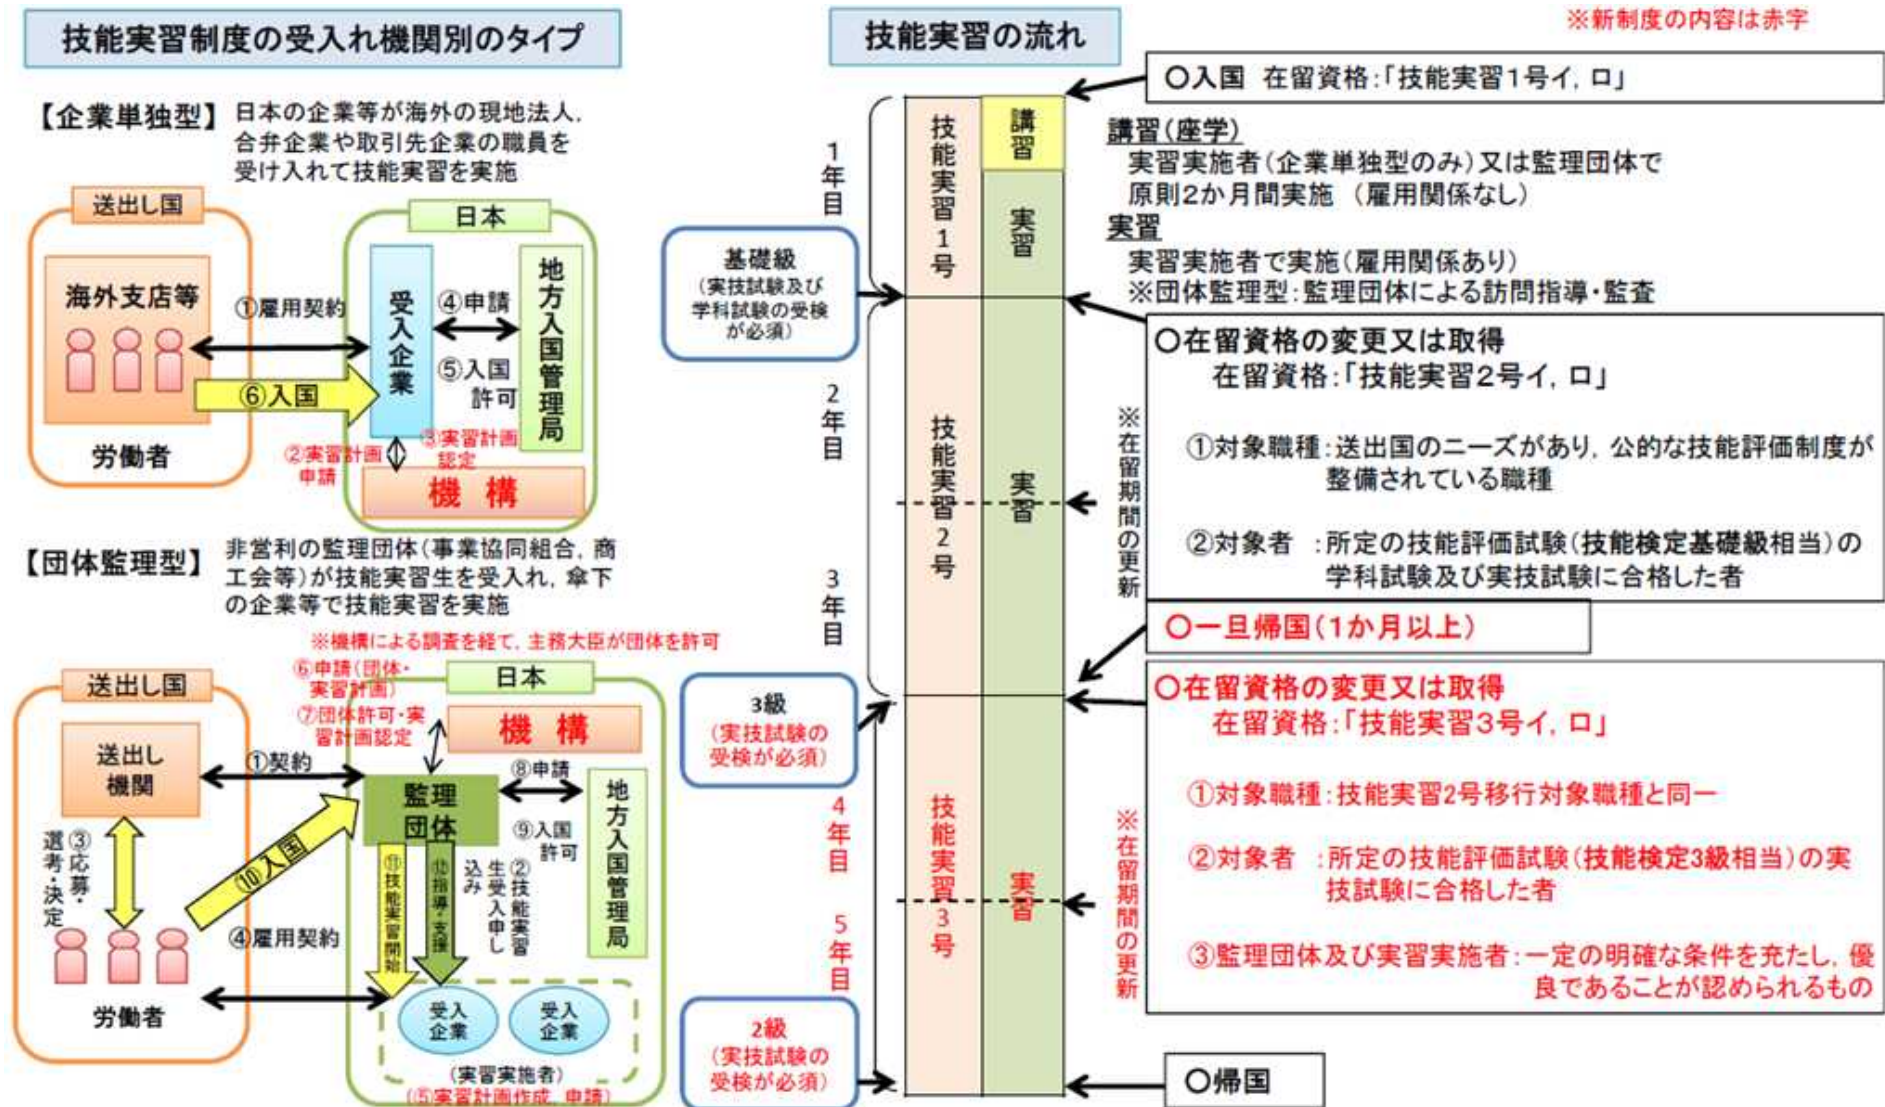 技能実習制度の受入れ機関別のタイプ
【企業単独型】
日本の企業等が海外の現地法人,
合弁企業や取引先企業の職員を
受け入れて技能実習を実施
送出し国
日本
海外支店等
労働者
①雇用契約
⑥入国
受入企業
④申請
⑤入国
許可
地方入国管理局
②実習計画
申請
③実習計画
認定
機 構
【団体監理型】
非営利の監理団体(事業協同組合, 商
工会等)が技能実習生を受入れ, 傘下
の企業等で技能実習を実施
※機構による調査を経て, 主務大臣が団体を許可
⑥申請(団体・
実習計画)
⑦団体許可・実
習計画認定
送出し国
日本
機 構
送出し
機関
①契約
監理
団体
⑧申請
⑨入国
許可
地方入国管理局
③応募・
選考・決定
⑩入国
⑪技能実習開始
⑫指導・支援
②技能実習
生受入申し
込み
④雇用契約
労働者
受入
企業
受入
企業
(実習実施者)
(⑤実習計画作成, 申請)
技能実習の流れ
※新制度の内容は赤字
1年目
2年目
3年目
4年目
5年目
技能実習1号
講習
実習
技能実習2号
実習
技能実習3号
実習
基礎級
(実技試験及び
学科試験の受検
が必須)
3級
(実技試験の
受検が必須)
2級
(実技試験の
受検が必須)
○入国 在留資格:「技能実習1号イ, ロ」
講習(座学)
実習実施者(企業単独型のみ)又は監理団体で
原則2か月間実施 (雇用関係なし)
実習
実習実施者で実施(雇用関係あり)
※団体監理型:監理団体による訪問指導・監査
○在留資格の変更又は取得
在留資格:「技能実習2号イ, ロ」
①対象職種:送出国のニーズがあり, 公的な技能評価制度が
整備されている職種
②対象者 :所定の技能評価試験(技能検定基礎級相当)の
学科試験及び実技試験に合格した者
※在留期間の更新
○一旦帰国(1か月以上)
○在留資格の変更又は取得
在留資格:「技能実習3号イ, ロ」
①対象職種:技能実習2号移行対象職種と同一
②対象者 :所定の技能評価試験(技能検定3級相当)の実
技試験に合格した者
③監理団体及び実習実施者:一定の明確な条件を充たし, 優
良であることが認められるもの
※在留期間の更新
○帰国